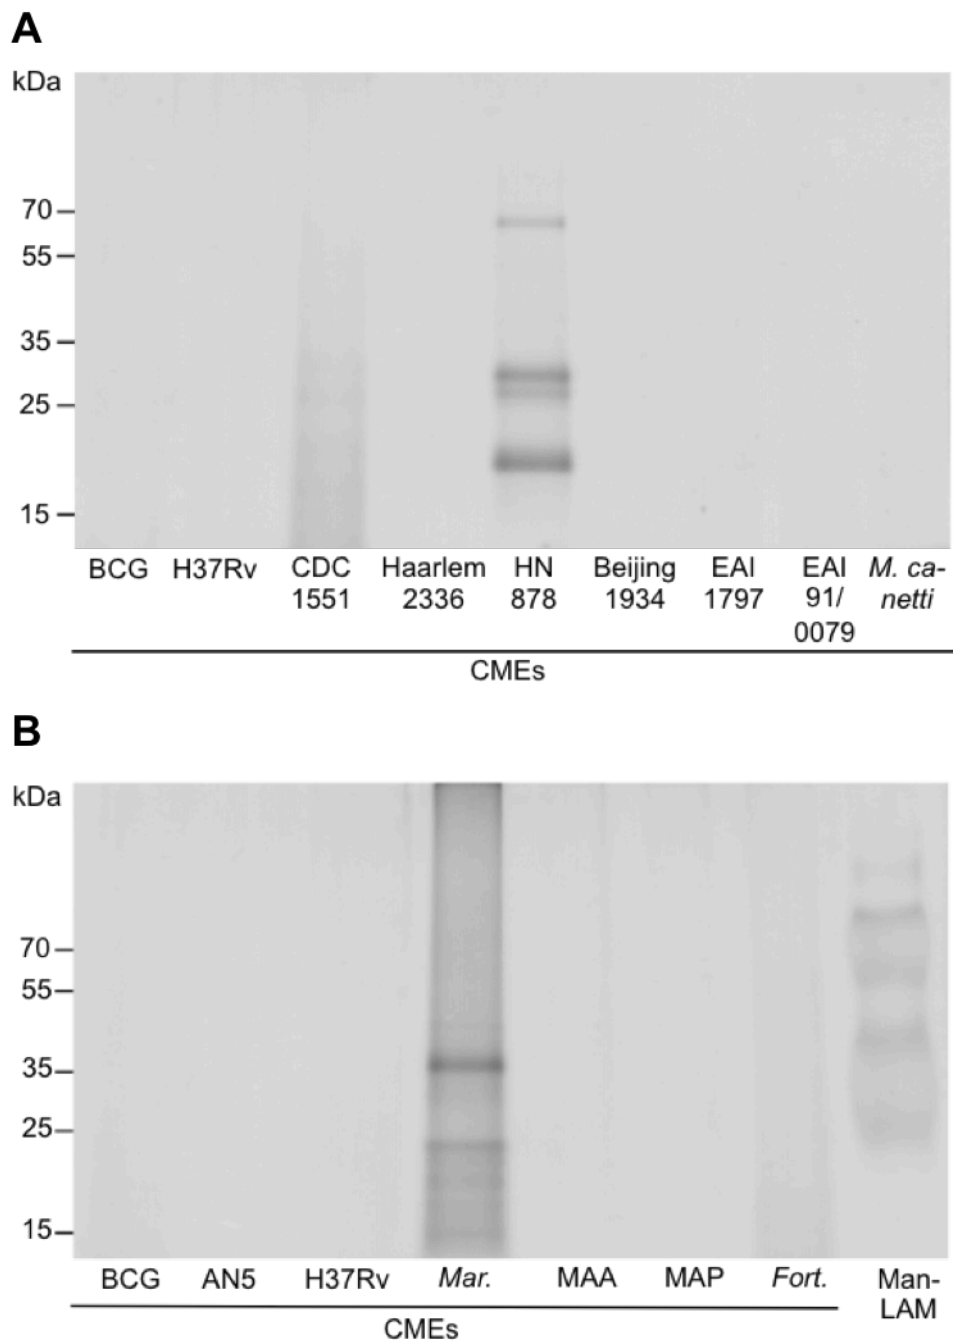 A
kDa
70
55
35
25
15
BCG H37Rv CDC 1551 Haarlem 2336 HN 878 Beijing 1934 EAI 1797 EAI 91/ 0079 M. ca- netti
CMEs
B
kDa
70
55
35
25
15
BCG AN5 H37Rv Mar. MAA MAP Fort. Man- LAM
CMEs